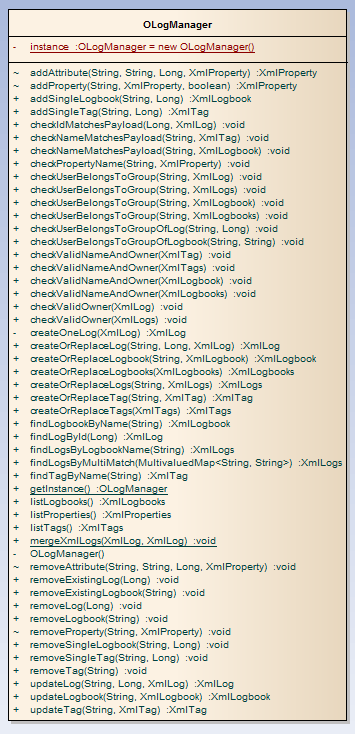 OLogManager
- instance :OLogManager = new OLogManager()
~ addAttribute(String, String, Long, XmlProperty) :XmlProperty
~ addProperty(String, XmlProperty, boolean) :XmlProperty
+ addSingleLogbook(String, Long) :XmlLogbook
+ addSingleTag(String, Long) :XmlTag
+ checkIdMatchesPayload(Long, XmlLog) :void
+ checkNameMatchesPayload(String, XmlTag) :void
+ checkNameMatchesPayload(String, XmlLogbook) :void
+ checkPropertyName(String, XmlProperty) :void
+ checkUserBelongsToGroup(String, XmlLog) :void
+ checkUserBelongsToGroup(String, XmlLogs) :void
+ checkUserBelongsToGroup(String, XmlLogbook) :void
+ checkUserBelongsToGroup(String, XmlLogbooks) :void
+ checkUserBelongsToGroupOfLog(String, Long) :void
+ checkUserBelongsToGroupOfLogbook(String, String) :void
+ checkValidNameAndOwner(XmlTag) :void
+ checkValidNameAndOwner(XmlTags) :void
+ checkValidNameAndOwner(XmlLogbook) :void
+ checkValidNameAndOwner(XmlLogbooks) :void
+ checkValidOwner(XmlLog) :void
+ checkValidOwner(XmlLogs) :void
- createOneLog(XmlLog) :XmlLog
+ createOrReplaceLog(String, Long, XmlLog) :XmlLog
+ createOrReplaceLogbook(String, XmlLogbook) :XmlLogbook
+ createOrReplaceLogbooks(XmlLogbooks) :XmlLogbooks
+ createOrReplaceLogs(String, XmlLogs) :XmlLogs
+ createOrReplaceTag(String, XmlTag) :XmlTag
+ createOrReplaceTags(XmlTags) :XmlTags
+ findLogbookByName(String) :XmlLogbook
+ findLogById(Long) :XmlLog
+ findLogsByLogbookName(String) :XmlLogs
+ findLogsByMultiMatch(MultivaluedMap<String, String>) :XmlLogs
+ findTagByName(String) :XmlTag
+ getInstance() :OLogManager
+ listLogbooks() :XmlLogbooks
+ listProperties() :XmlProperties
+ listTags() :XmlTags
+ mergeXmlLogs(XmlLog, XmlLog) :void
- OLogManager()
~ removeAttribute(String, String, Long, XmlProperty) :void
+ removeExistingLog(Long) :void
+ removeExistingLogbook(String) :void
+ removeLog(Long) :void
+ removeLogbook(String) :void
~ removeProperty(String, XmlProperty) :void
+ removeSingleLogbook(String, Long) :void
+ removeSingleTag(String, Long) :void
+ removeTag(String) :void
+ updateLog(String, Long, XmlLog) :XmlLog
+ updateLogbook(String, XmlLogbook) :XmlLogbook
+ updateTag(String, XmlTag) :XmlTag